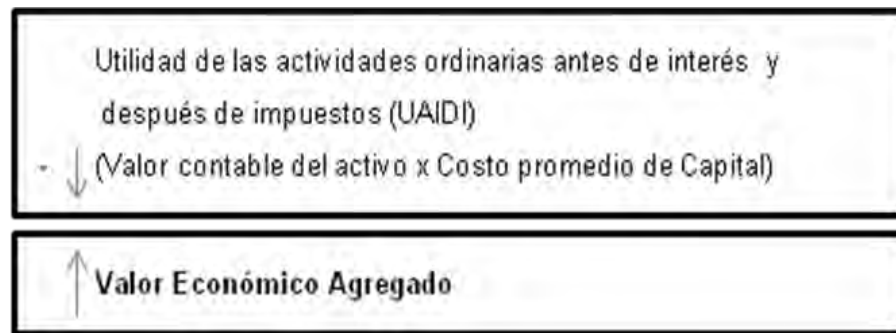 Utilidad de las actividades ordinarias antes de interés y
después de impuestos (UAIDI)
- (Valor contable del activo x Costo promedio de Capital)
Valor Económico Agregado